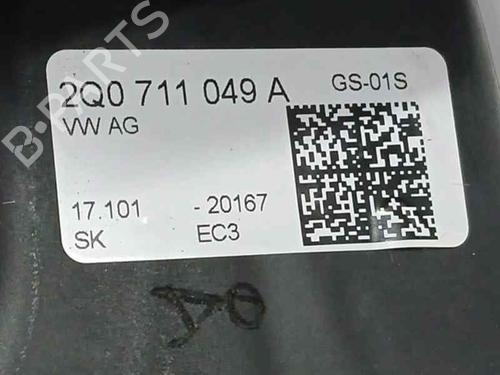 B-PARTS
2Q0 711 049 A
GS-01S
VW AG
17.101 - 20167
SK EC3